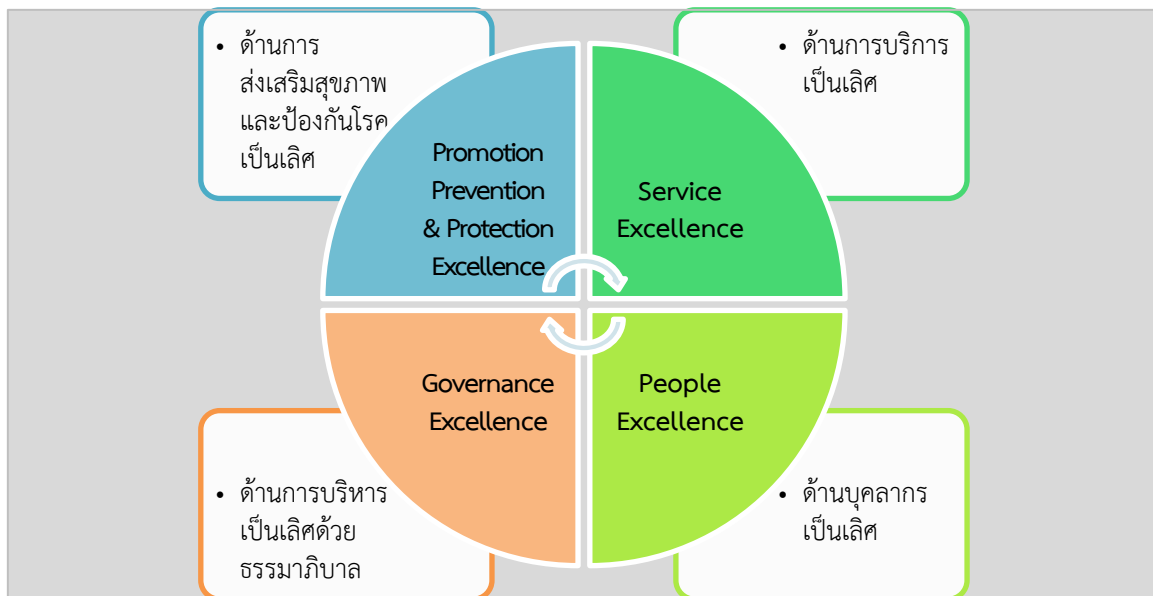 • ด้านการ
ส่งเสริมสุขภาพ
และป้องกันโรค
เป็นเลิศ
• ด้านการบริการ
เป็นเลิศ
Promotion
Prevention
& Protection
Excellence
Service
Excellence
Governance
Excellence
People
Excellence
• ด้านการบริหาร
เป็นเลิศด้วย
ธรรมาภิบาล
• ด้านบุคลากร
เป็นเลิศ